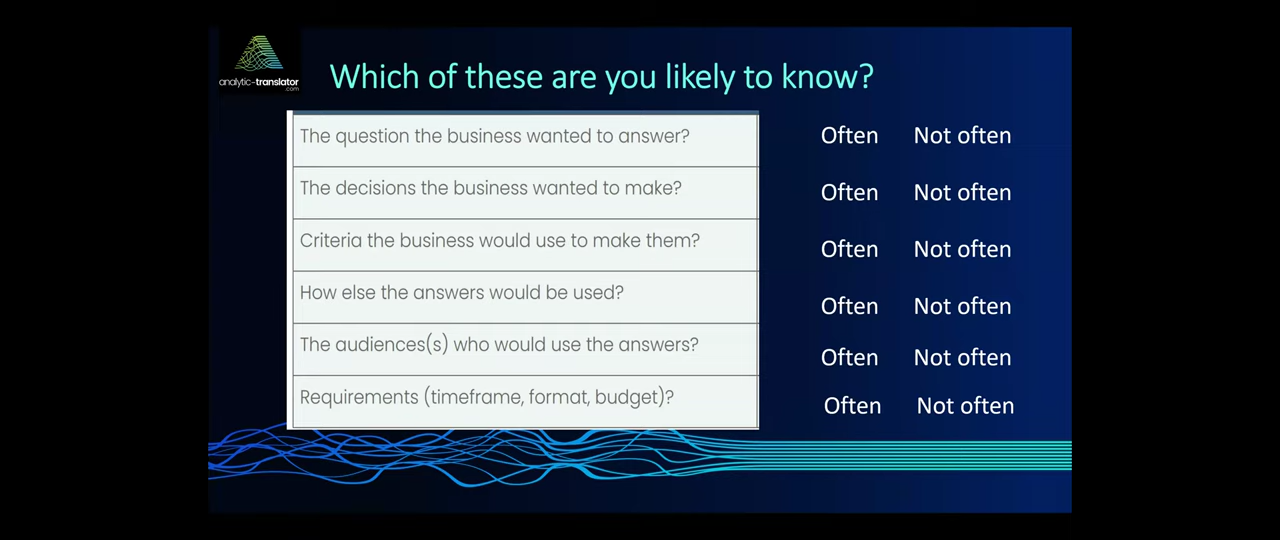 analytic-translator
.com
Which of these are you likely to know?
The question the business wanted to answer? Often Not often
The decisions the business wanted to make? Often Not often
Criteria the business would use to make them? Often Not often
How else the answers would be used? Often Not often
The audiences(s) who would use the answers? Often Not often
Requirements (timeframe, format, budget)? Often Not often